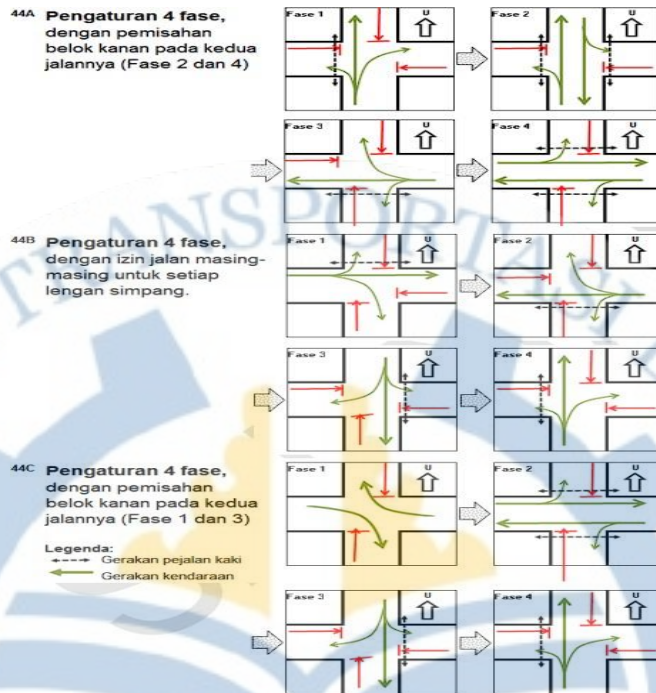 44A Pengaturan 4 fase,
dengan pemisahan
belok kanan pada kedua
jalannya (Fase 2 dan 4)
Fase 1
U
Fase 2
U
Fase 3
U
Fase 4
U
44B Pengaturan 4 fase,
dengan izin jalan masing-
masing untuk setiap
lengan simpang.
Fase 1
U
Fase 2
U
Fase 3
U
Fase 4
U
44C Pengaturan 4 fase,
dengan pemisahan
belok kanan pada kedua
jalannya (Fase 1 dan 3)
Legenda:
Gerakan pejalan kaki
Gerakan kendaraan
Fase 1
U
Fase 2
U
Fase 3
U
Fase 4
U
TRANSPORTASI